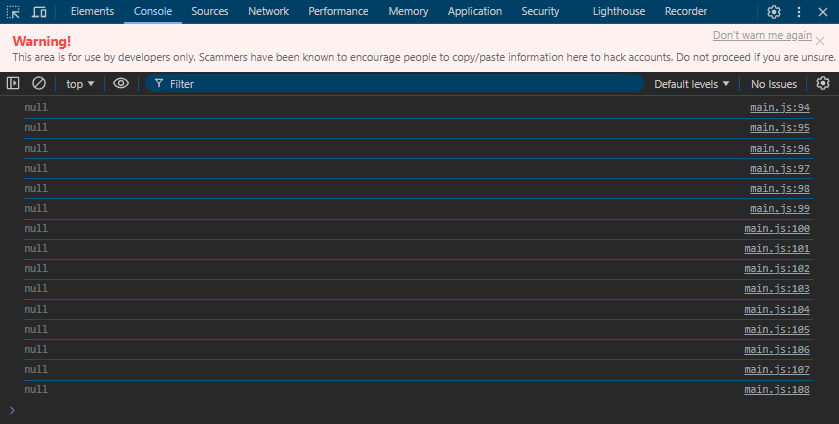 Elements Console Sources Network Performance Memory Application Security Lighthouse Recorder
Warning! Don't warn me again
This area is for use by developers only. Scammers have been known to encourage people to copy/paste information here to hack accounts. Do not proceed if you are unsure.
top Filter Default levels No Issues
null main.js:94
null main.js:95
null main.js:96
null main.js:97
null main.js:98
null main.js:99
null main.js:100
null main.js:101
null main.js:102
null main.js:103
null main.js:104
null main.js:105
null main.js:106
null main.js:107
null main.js:108